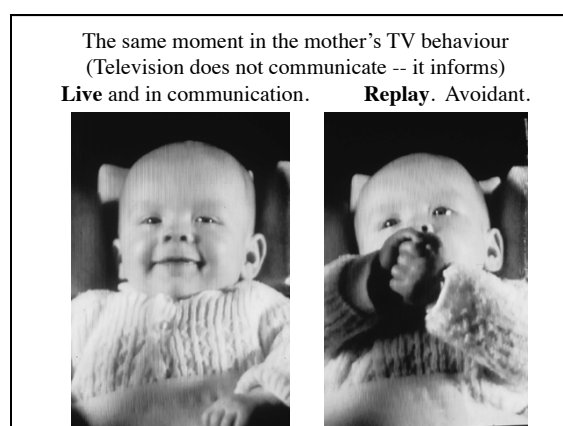 The same moment in the mother’s TV behaviour
(Television does not communicate -- it informs)
Live and in communication. Replay. Avoidant.